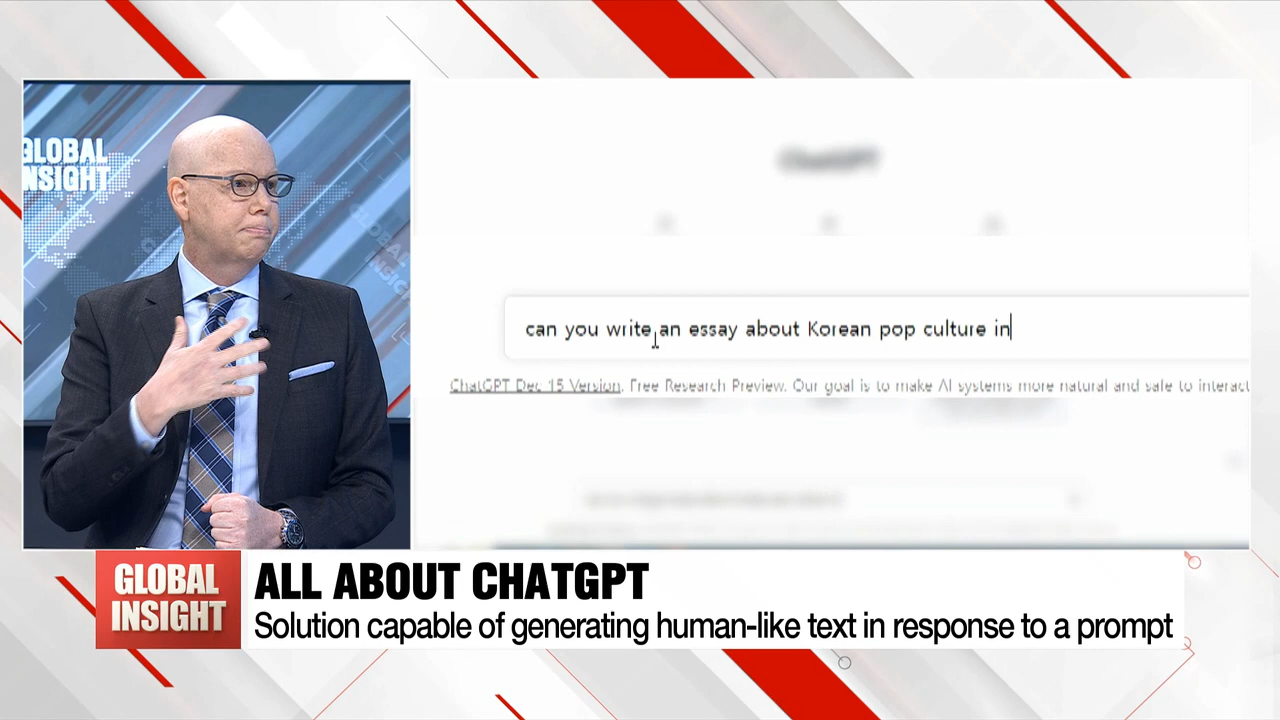 GLOBAL
INSIGHT
ChatGPT
can you write an essay about Korean pop culture in
ChatGPT Dec 15 Version. Free Research Preview. Our goal is to make AI systems more natural and safe to interact
GLOBAL
INSIGHT
ALL ABOUT CHATGPT
Solution capable of generating human-like text in response to a prompt